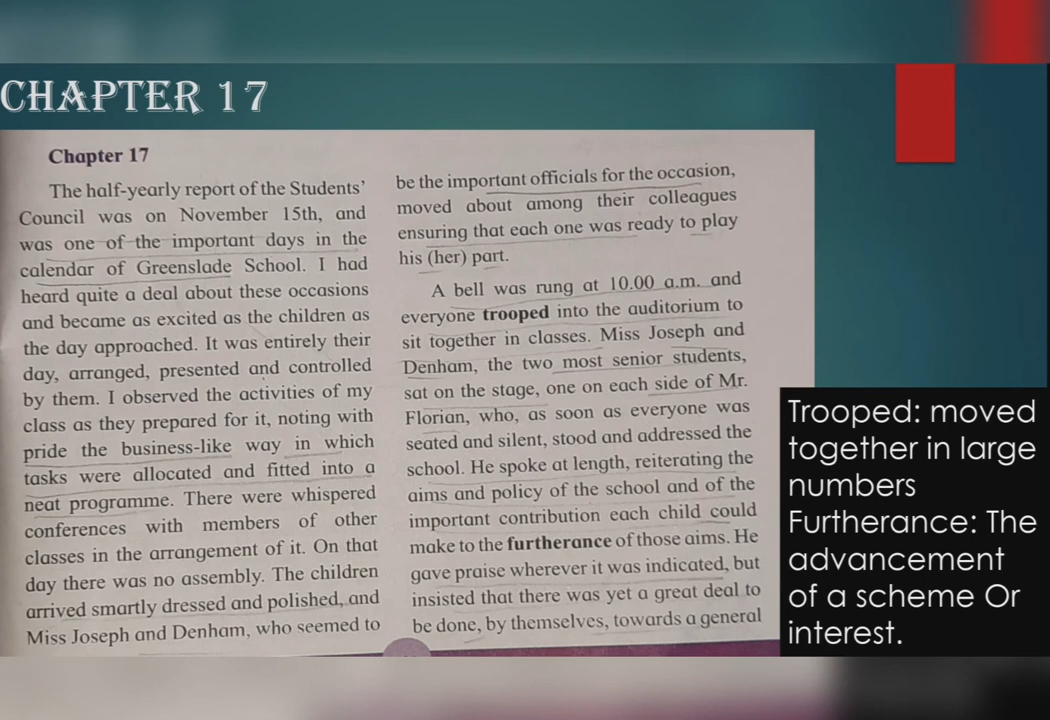 CHAPTER 17
Chapter 17
The half-yearly report of the Students'
Council was on November 15th, and
was one of the important days in the
calendar of Greenslade School. I had
heard quite a deal about these occasions
and became as excited as the children as
the day approached. It was entirely their
day, arranged, presented and controlled
by them. I observed the activities of my
class as they prepared for it, noting with
pride the business-like way in which
tasks were allocated and fitted into a
neat programme. There were whispered
conferences with members of other
classes in the arrangement of it. On that
day there was no assembly. The children
arrived smartly dressed and polished, and
Miss Joseph and Denham, who seemed to
be the important officials for the occasion,
moved about among their colleagues
ensuring that each one was ready to play
his (her) part.
A bell was rung at 10.00 a.m. and
everyone trooped into the auditorium to
sit together in classes. Miss Joseph and
Denham, the two most senior students,
sat on the stage, one on each side of Mr.
Florian, who, as soon as everyone was
seated and silent, stood and addressed the
school. He spoke at length, reiterating the
aims and policy of the school and of the
important contribution each child could
make to the furtherance of those aims. He
gave praise wherever it was indicated, but
insisted that there was yet a great deal to
be done, by themselves, towards a general
Trooped: moved
together in large
numbers
Furtherance: The
advancement
of a scheme Or
interest.